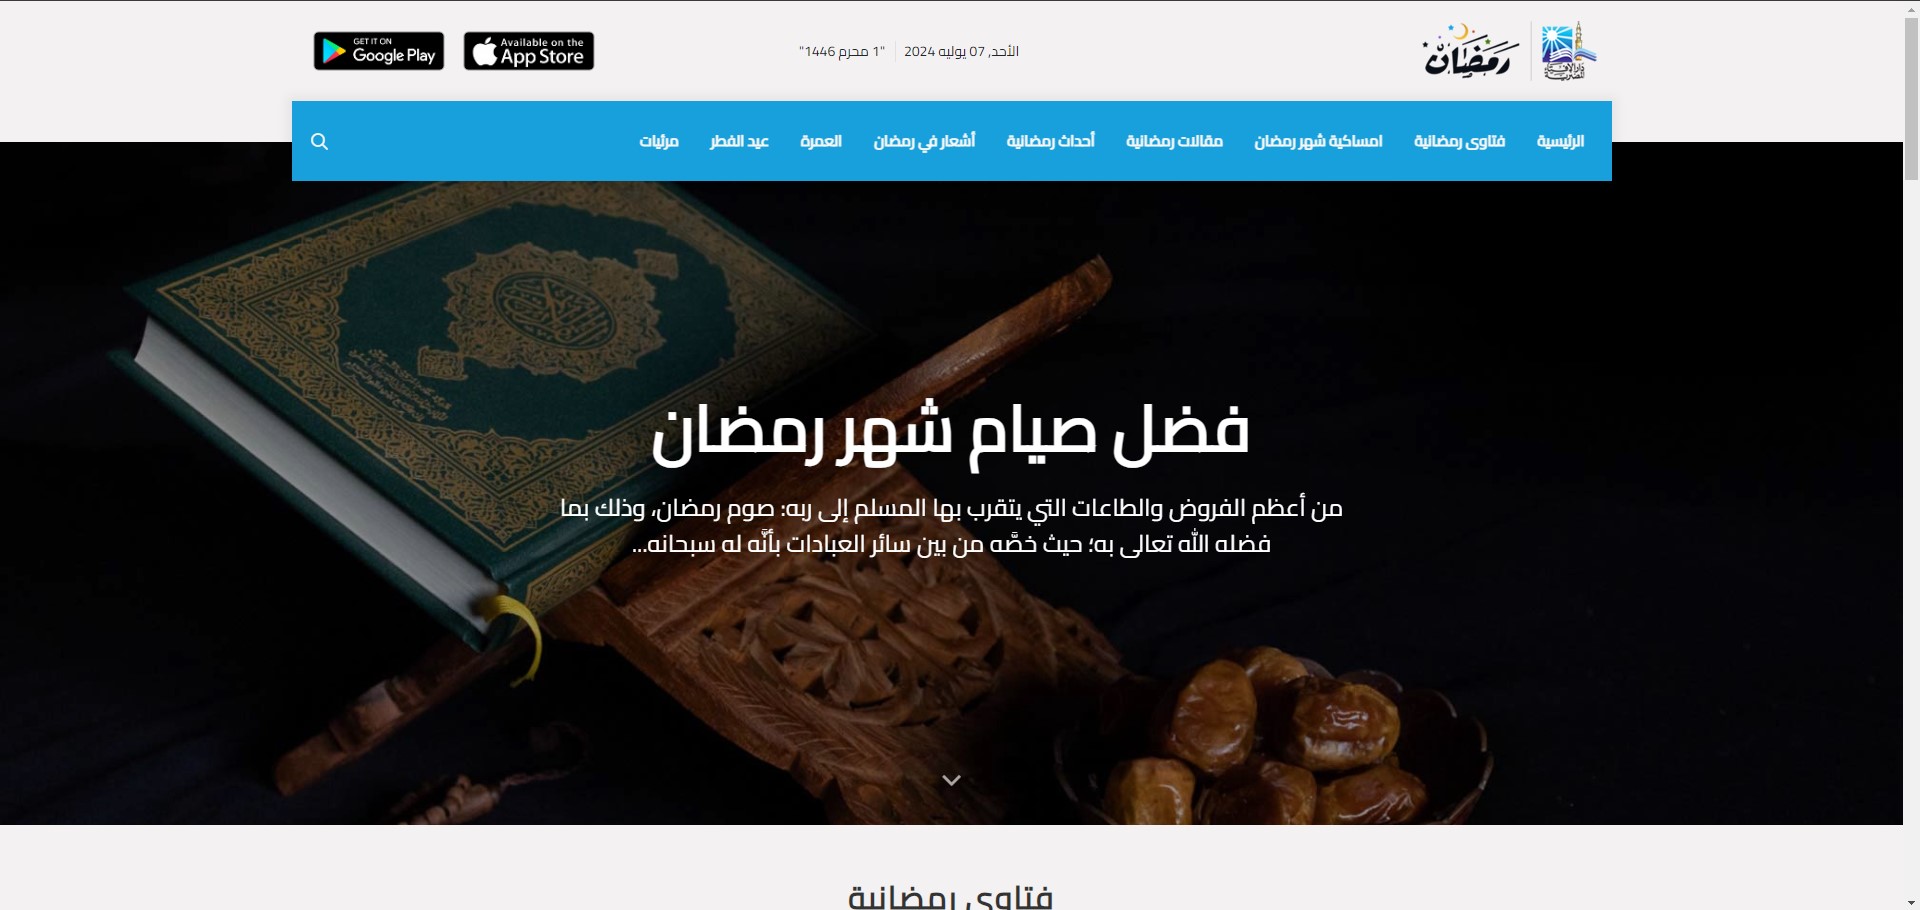 دار الإفتاء المصرية
رمضان
الأحد, 07 يوليه 2024
"1 محرم 1446"
Available on the App Store
GET IT ON Google Play
الرئيسية
فتاوى رمضانية
امساكية شهر رمضان
مقالات رمضانية
أحداث رمضانية
أشعار في رمضان
العمرة
عيد الفطر
مرئيات
فضل صيام شهر رمضان
من أعظم الفروض والطاعات التي يتقرب بها المسلم إلى ربه: صوم رمضان، وذلك بما
فضله الله تعالى به؛ حيث خصَّه من بين سائر العبادات بأنَّه له سبحانه...
فتاوى رمضانية